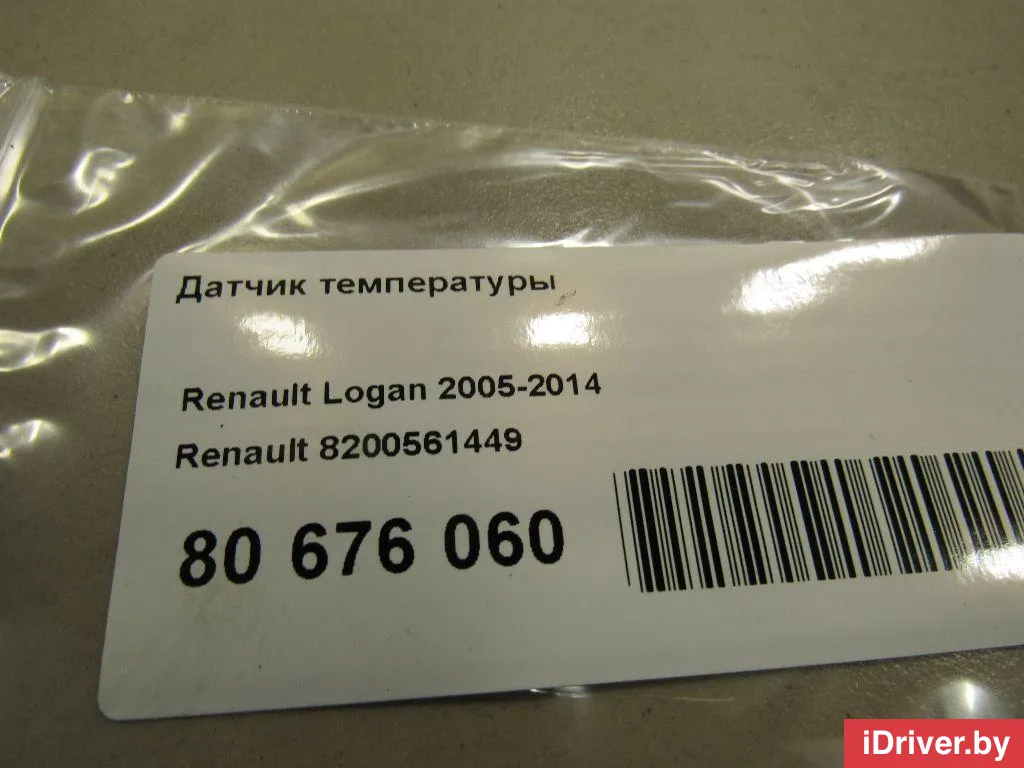 Датчик температуры
Renault Logan 2005-2014
Renault 8200561449
80 676 060
iDriver.by